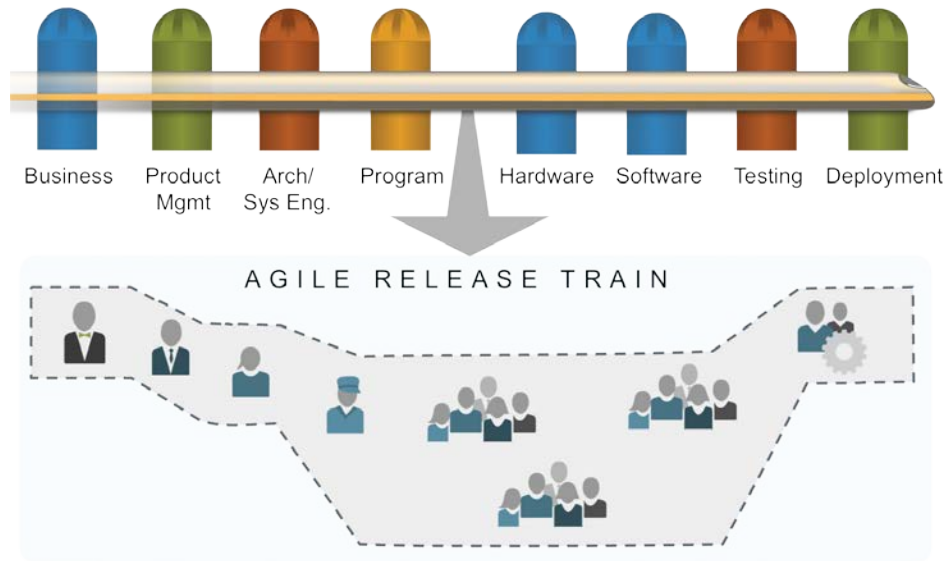 Business
Product
Mgmt
Arch/
Sys Eng.
Program
Hardware
Software
Testing
Deployment
AGILE RELEASE TRAIN